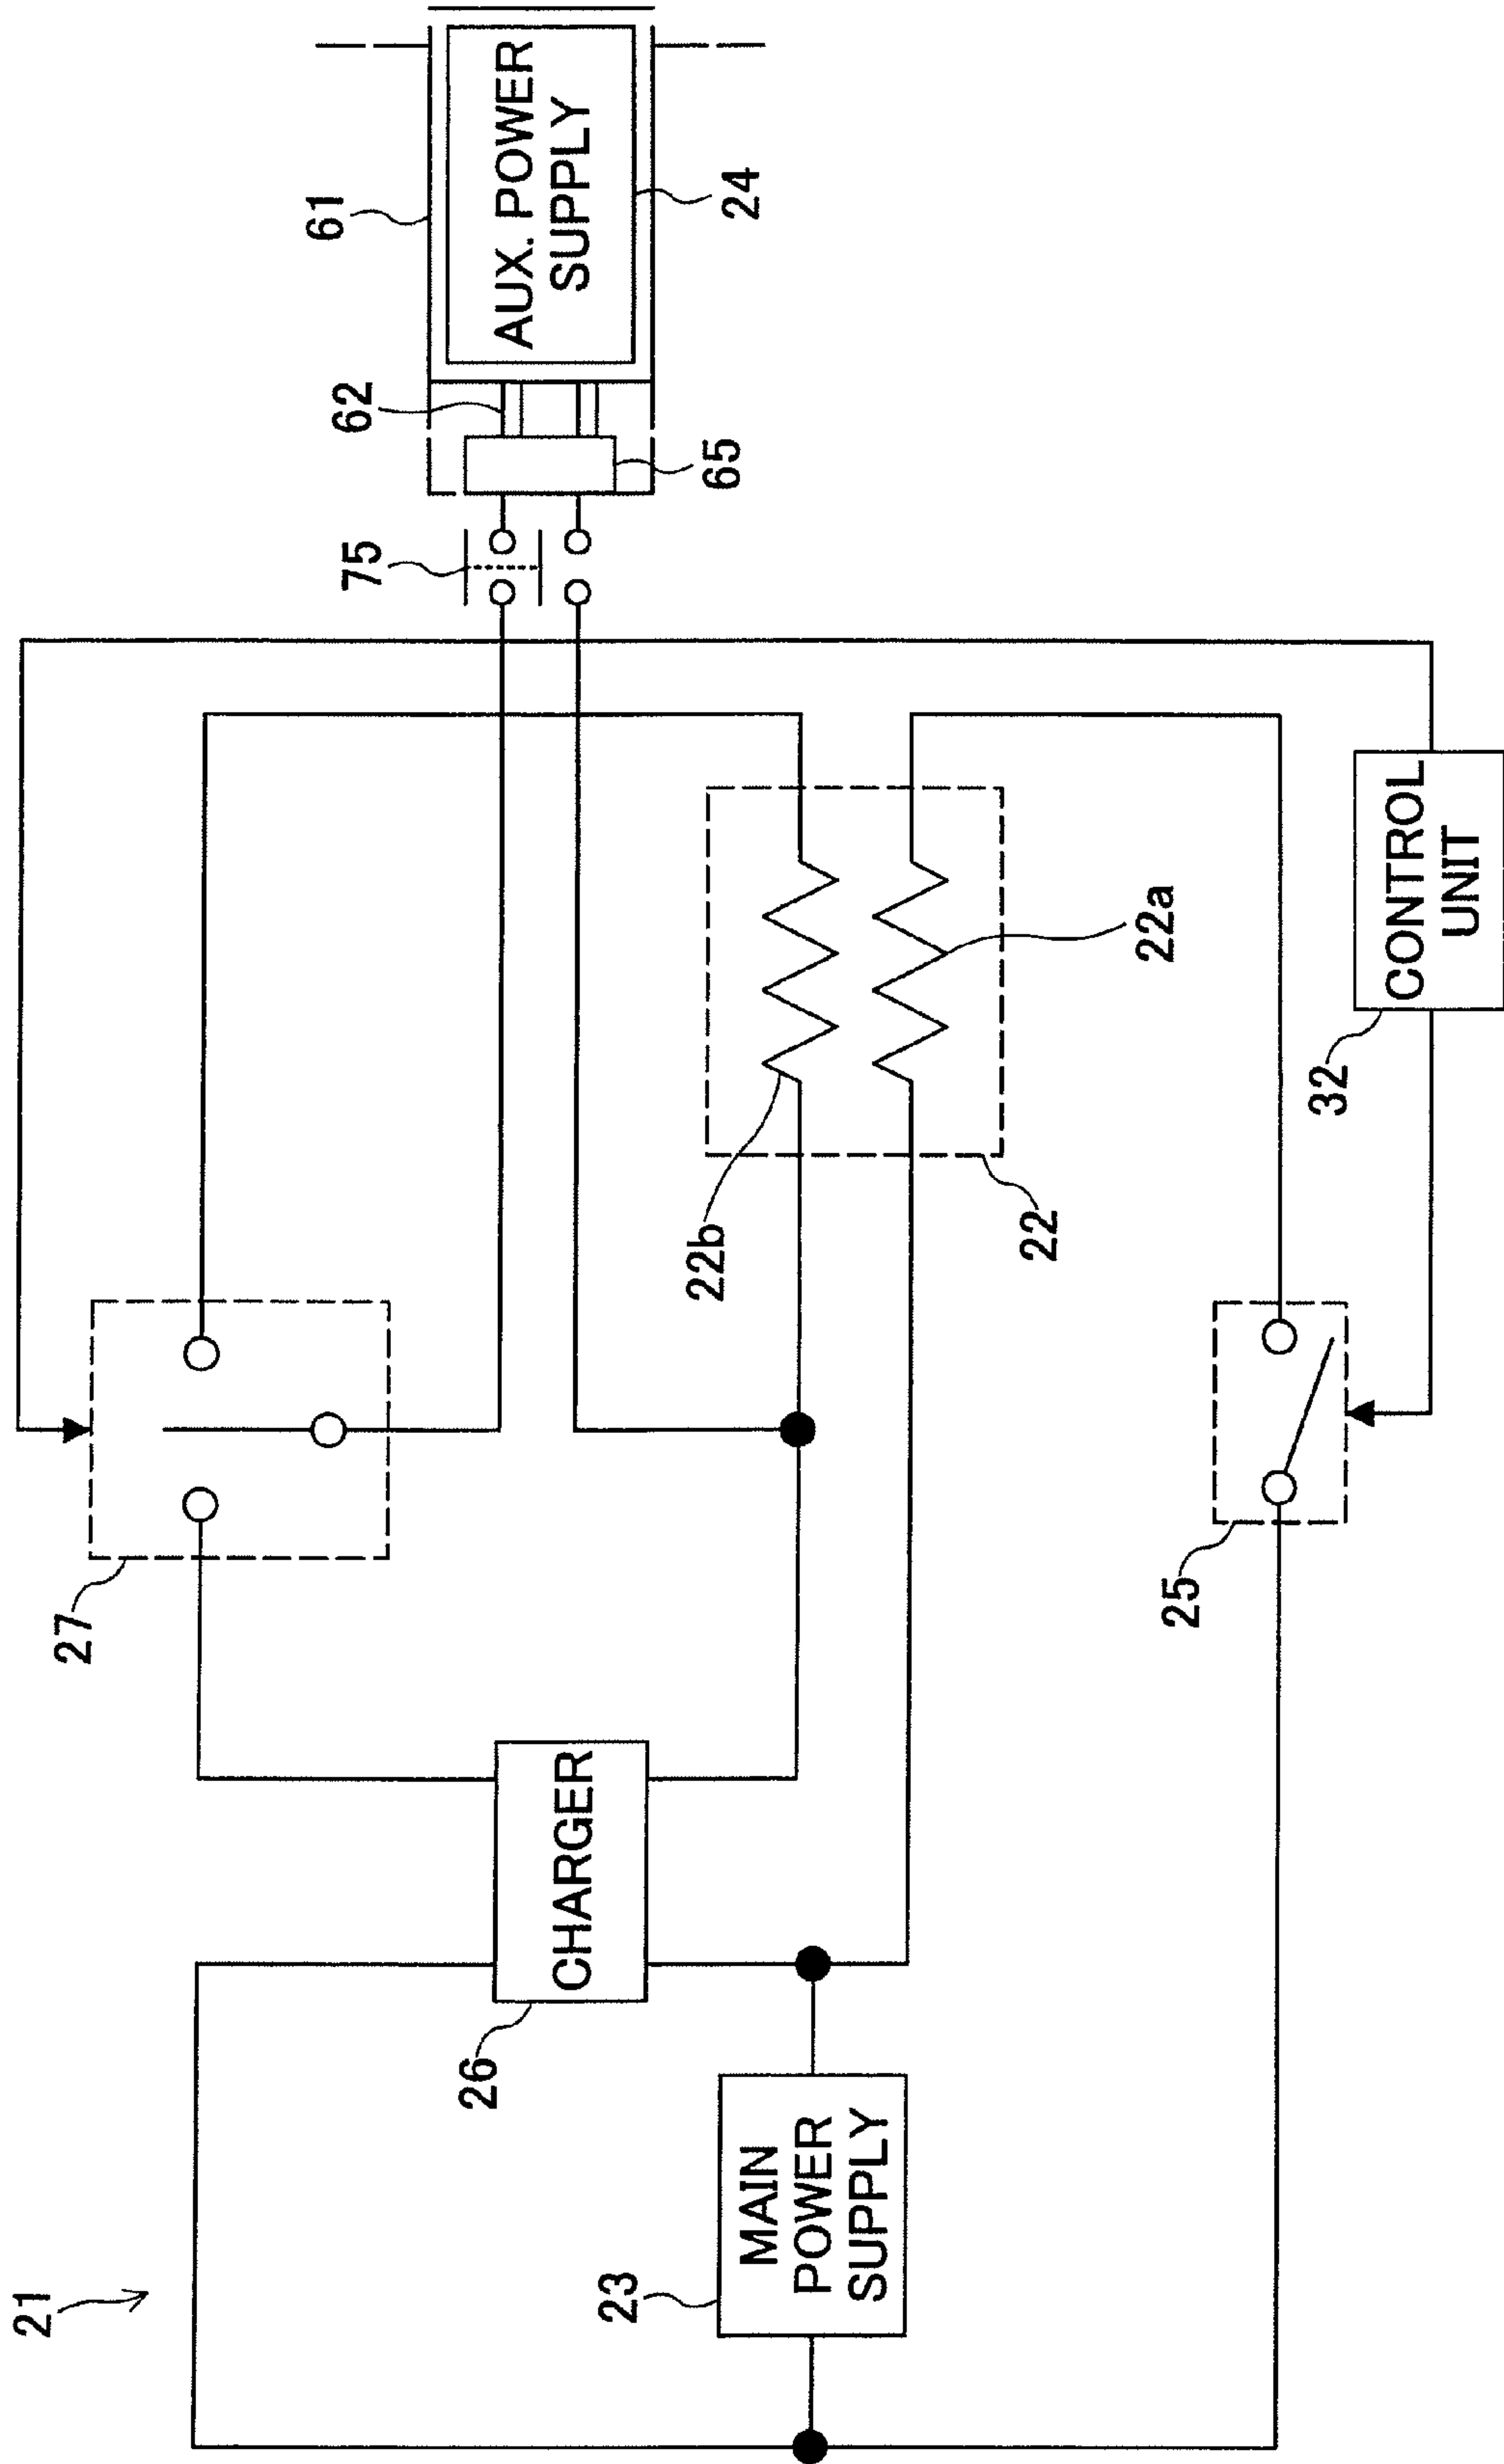 21
27
61
AUX. POWER
SUPPLY
24
62
75
65
26
CHARGER
22b
22a
22
23
MAIN
POWER
SUPPLY
25
32
CONTROL
UNIT